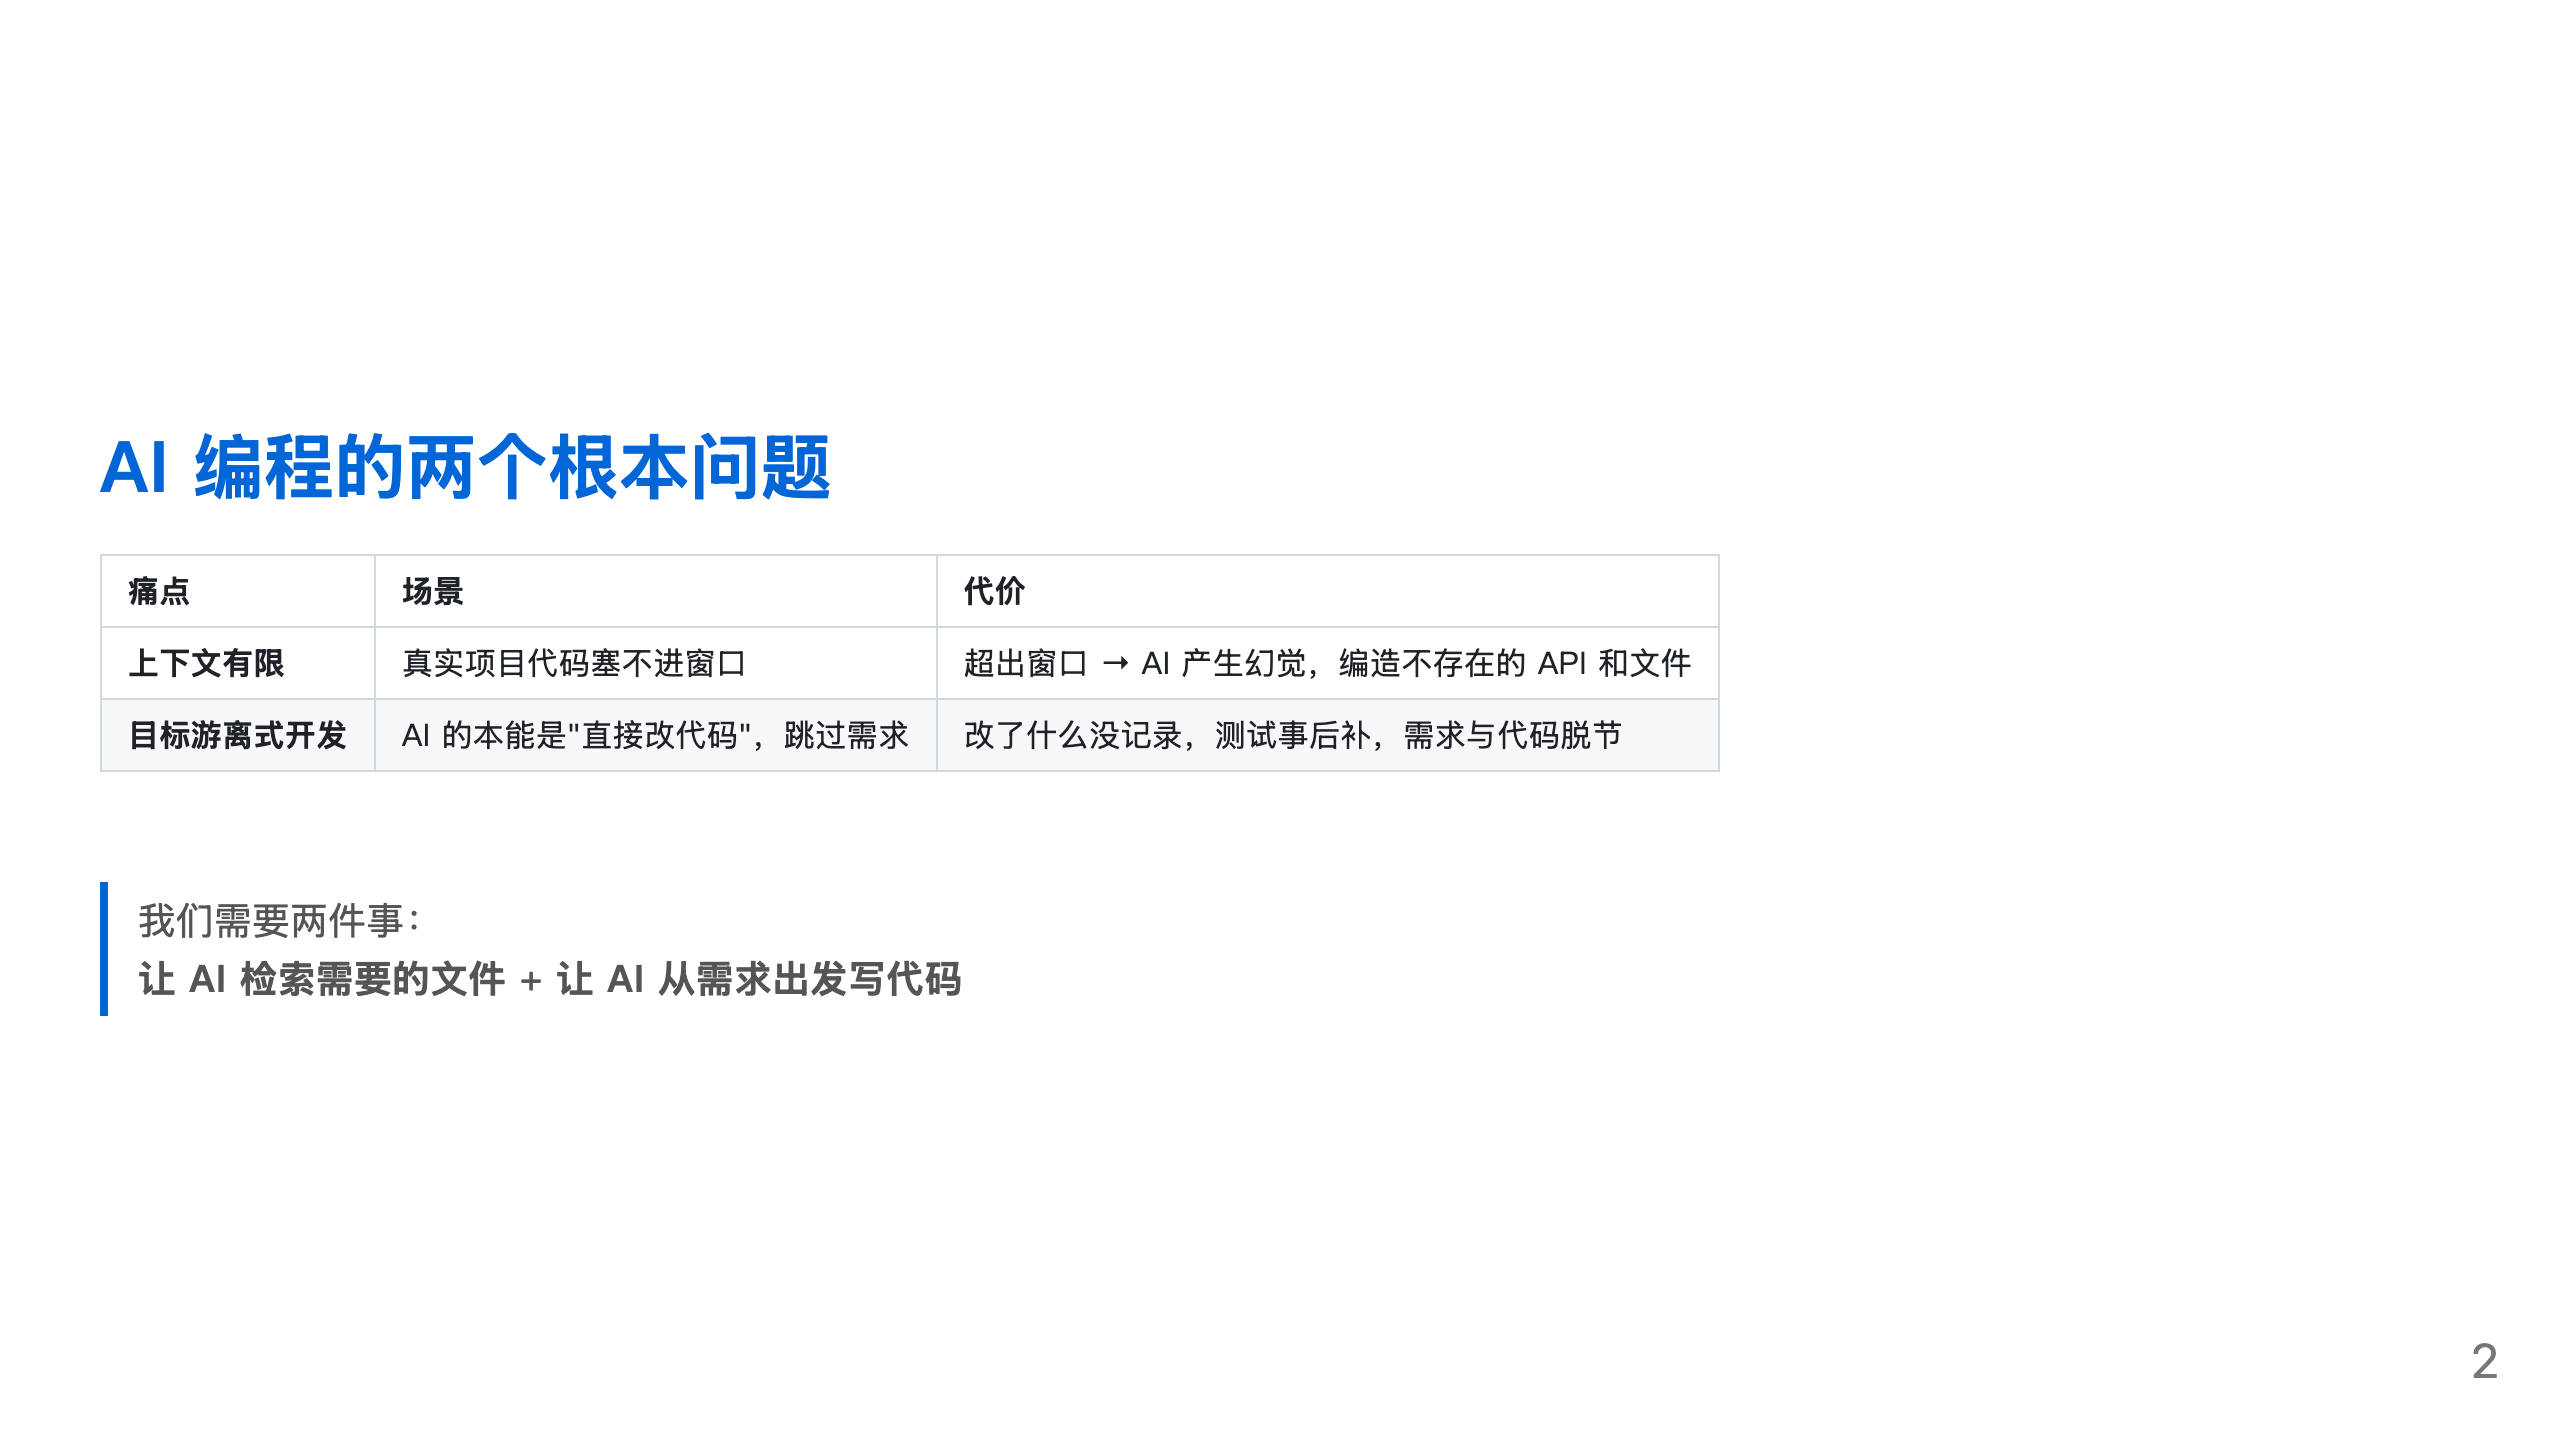 AI 编程的两个根本问题
痛点 场景 代价
上下文有限 真实项目代码塞不进窗口 超出窗口 → AI 产生幻觉，编造不存在的 API 和文件
目标游离式开发 AI 的本能是"直接改代码"，跳过需求 改了什么没记录，测试事后补，需求与代码脱节
我们需要两件事：
让 AI 检索需要的文件 + 让 AI 从需求出发写代码
2